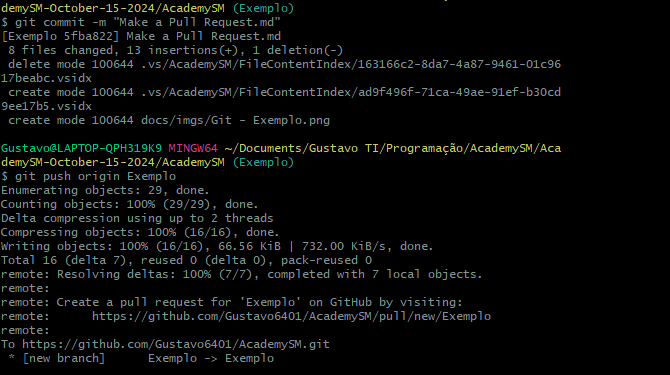 demySM-October-15-2024/AcademySM (Exemplo)
$ git commit -m "Make a Pull Request.md"
[Exemplo 5fba822] Make a Pull Request.md
 8 files changed, 13 insertions(+), 1 deletion(-)
 delete mode 100644 .vs/AcademySM/FileContentIndex/163166c2-8da7-4a87-9461-01c96
17beabc.vsidx
 create mode 100644 .vs/AcademySM/FileContentIndex/ad9f496f-71ca-49ae-91ef-b30cd
9ee17b5.vsidx
 create mode 100644 docs/imgs/Git - Exemplo.png
Gustavo@LAPTOP-QPH319K9 MINGW64 ~/Documents/Gustavo TI/Programação/AcademySM/Aca
demySM-October-15-2024/AcademySM (Exemplo)
$ git push origin Exemplo
Enumerating objects: 29, done.
Counting objects: 100% (29/29), done.
Delta compression using up to 2 threads
Compressing objects: 100% (16/16), done.
Writing objects: 100% (16/16), 66.56 KiB | 732.00 KiB/s, done.
Total 16 (delta 7), reused 0 (delta 0), pack-reused 0
remote: Resolving deltas: 100% (7/7), completed with 7 local objects.
remote:
remote: Create a pull request for 'Exemplo' on GitHub by visiting:
remote:      https://github.com/Gustavo6401/AcademySM/pull/new/Exemplo
remote:
To https://github.com/Gustavo6401/AcademySM.git
 * [new branch]      Exemplo -> Exemplo